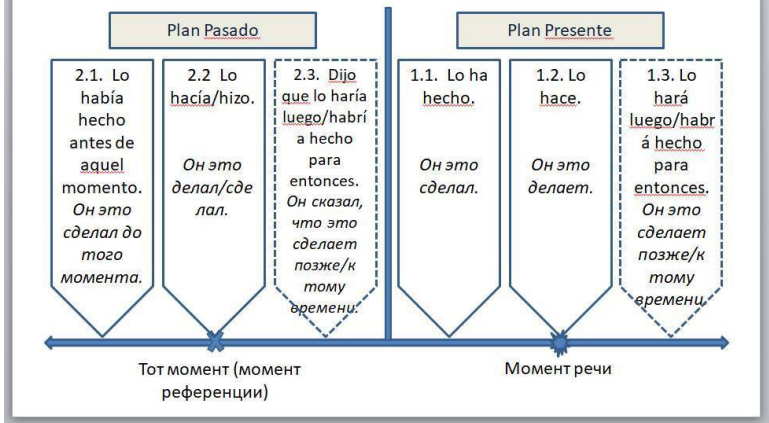 Plan Pasado
Plan Presente
2.1. Lo
había
hecho
antes de
aquel
momento.
Он это
сделал до
того
момента.
2.2 Lo
hacía/hizo.
Он это
делал/сде
лал.
2.3. Dijo
que lo haría
luego/habrí
a hecho
para
entonces.
Он сказал,
что это
сделает
позже/к
тому
времени.
1.1. Lo ha
hecho.
Он это
сделал.
1.2. Lo
hace.
Он это
делает.
1.3. Lo
hará
luego/habr
á hecho
para
entonces.
Он это
сделает
позже/к
тому
времени
Тот момент (момент
референции)
Момент речи